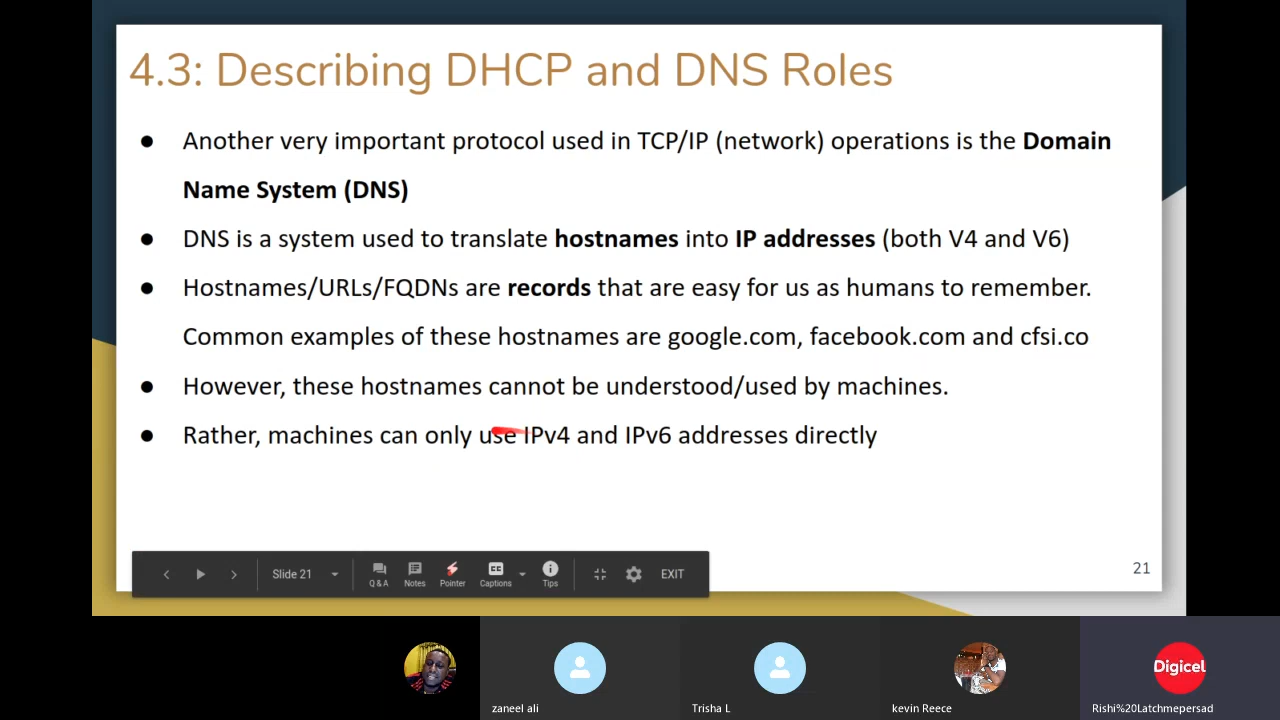 4.3: Describing DHCP and DNS Roles
● Another very important protocol used in TCP/IP (network) operations is the Domain
Name System (DNS)
● DNS is a system used to translate hostnames into IP addresses (both V4 and V6)
● Hostnames/URLs/FQDNs are records that are easy for us as humans to remember.
Common examples of these hostnames are google.com, facebook.com and cfsi.co
● However, these hostnames cannot be understood/used by machines.
● Rather, machines can only use IPv4 and IPv6 addresses directly
21
Slide 21
Q & A Notes Pointer Captions Tips
EXIT
Digicel
zaneel ali
Trisha L
kevin Reece
Rishi%20Latchmepersad